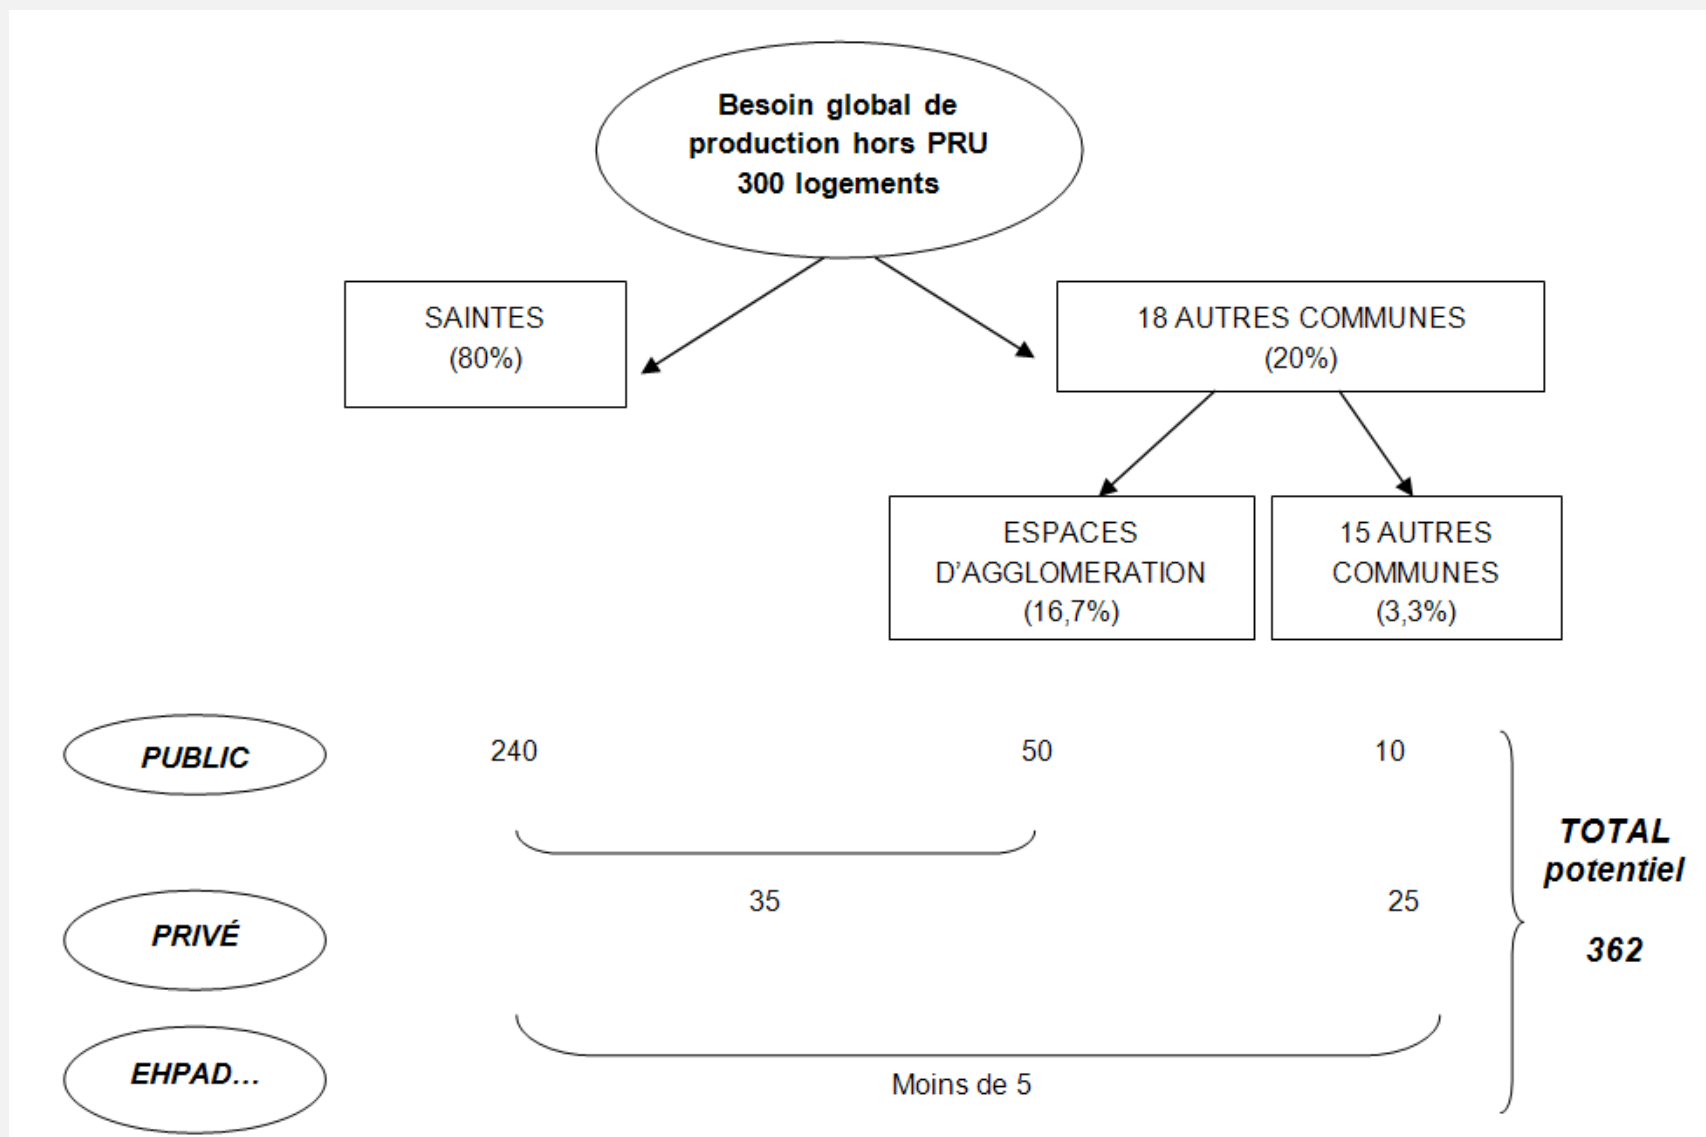 Besoin global de
production hors PRU
300 logements
SAINTES
(80%)
18 AUTRES COMMUNES
(20%)
ESPACES
D'AGGLOMERATION
(16,7%)
15 AUTRES
COMMUNES
(3,3%)
PUBLIC
240
50
10
PRIVÉ
35
25
EHPAD...
Moins de 5
TOTAL
potentiel
362